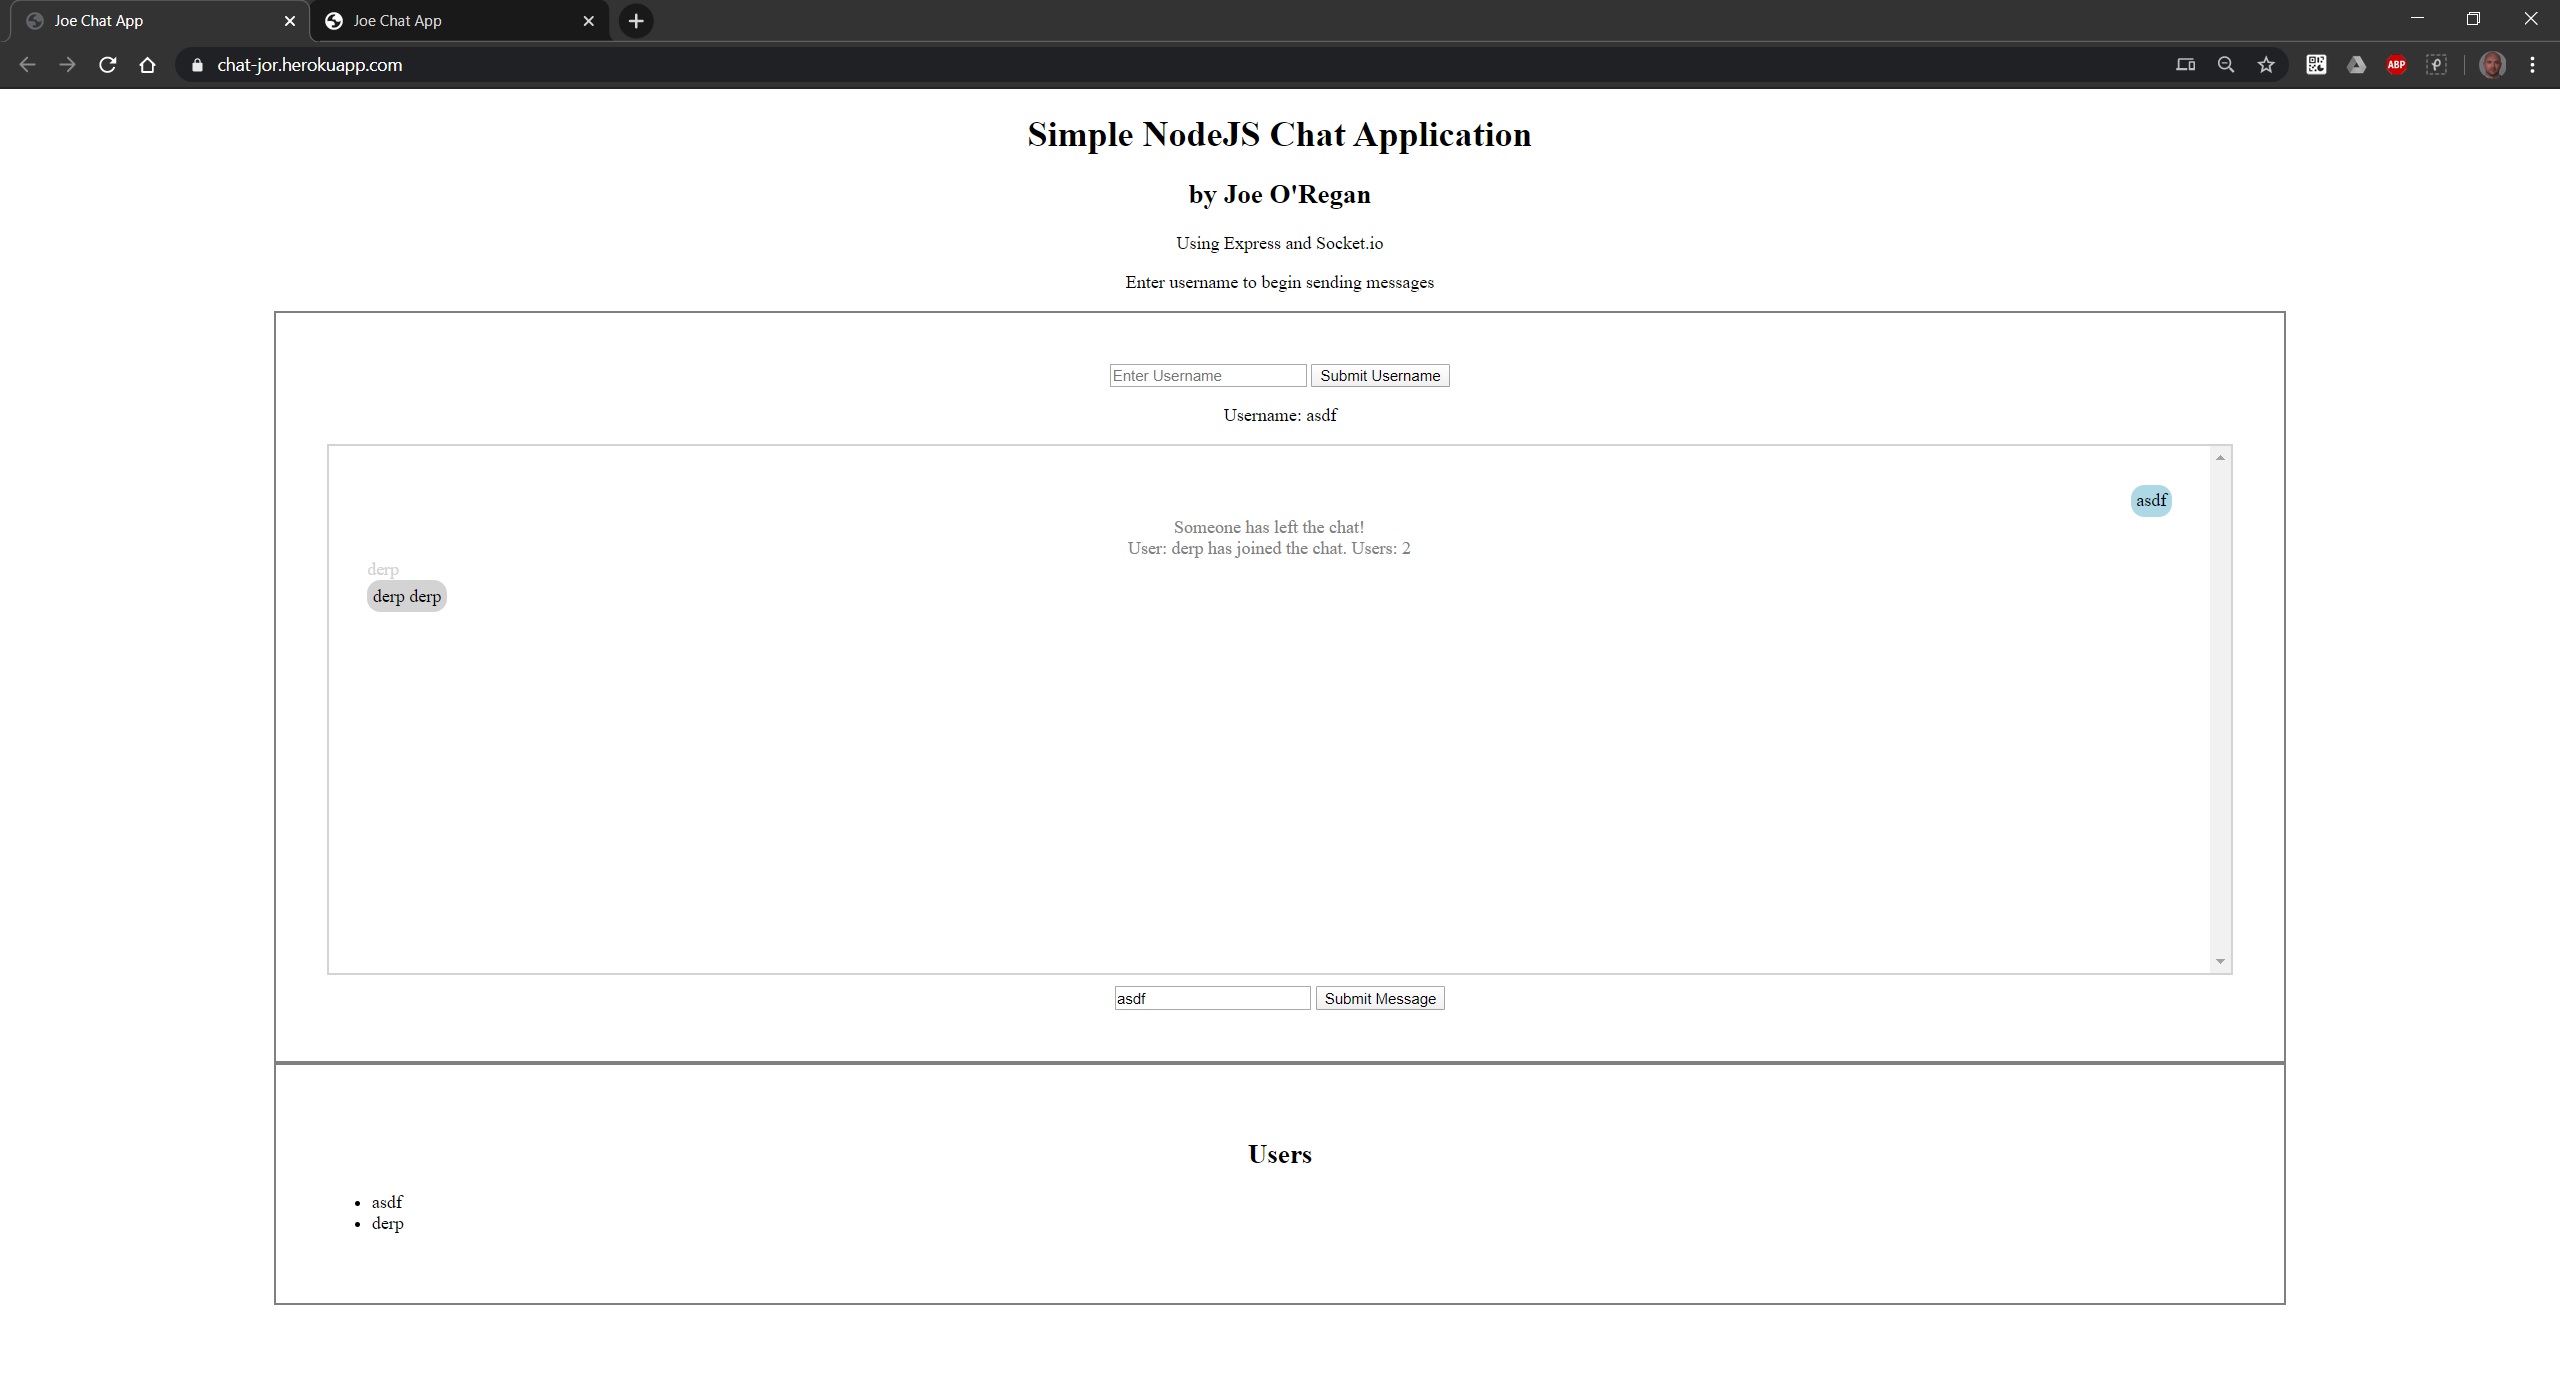 Joe Chat App
Joe Chat App
chat-jor.herokuapp.com
ABP
Simple NodeJS Chat Application
by Joe O'Regan
Using Express and Socket.io
Enter username to begin sending messages
Enter Username Submit Username
Username: asdf
asdf
Someone has left the chat!
User: derp has joined the chat. Users: 2
derp
derp derp
asdf Submit Message
Users
• asdf
• derp